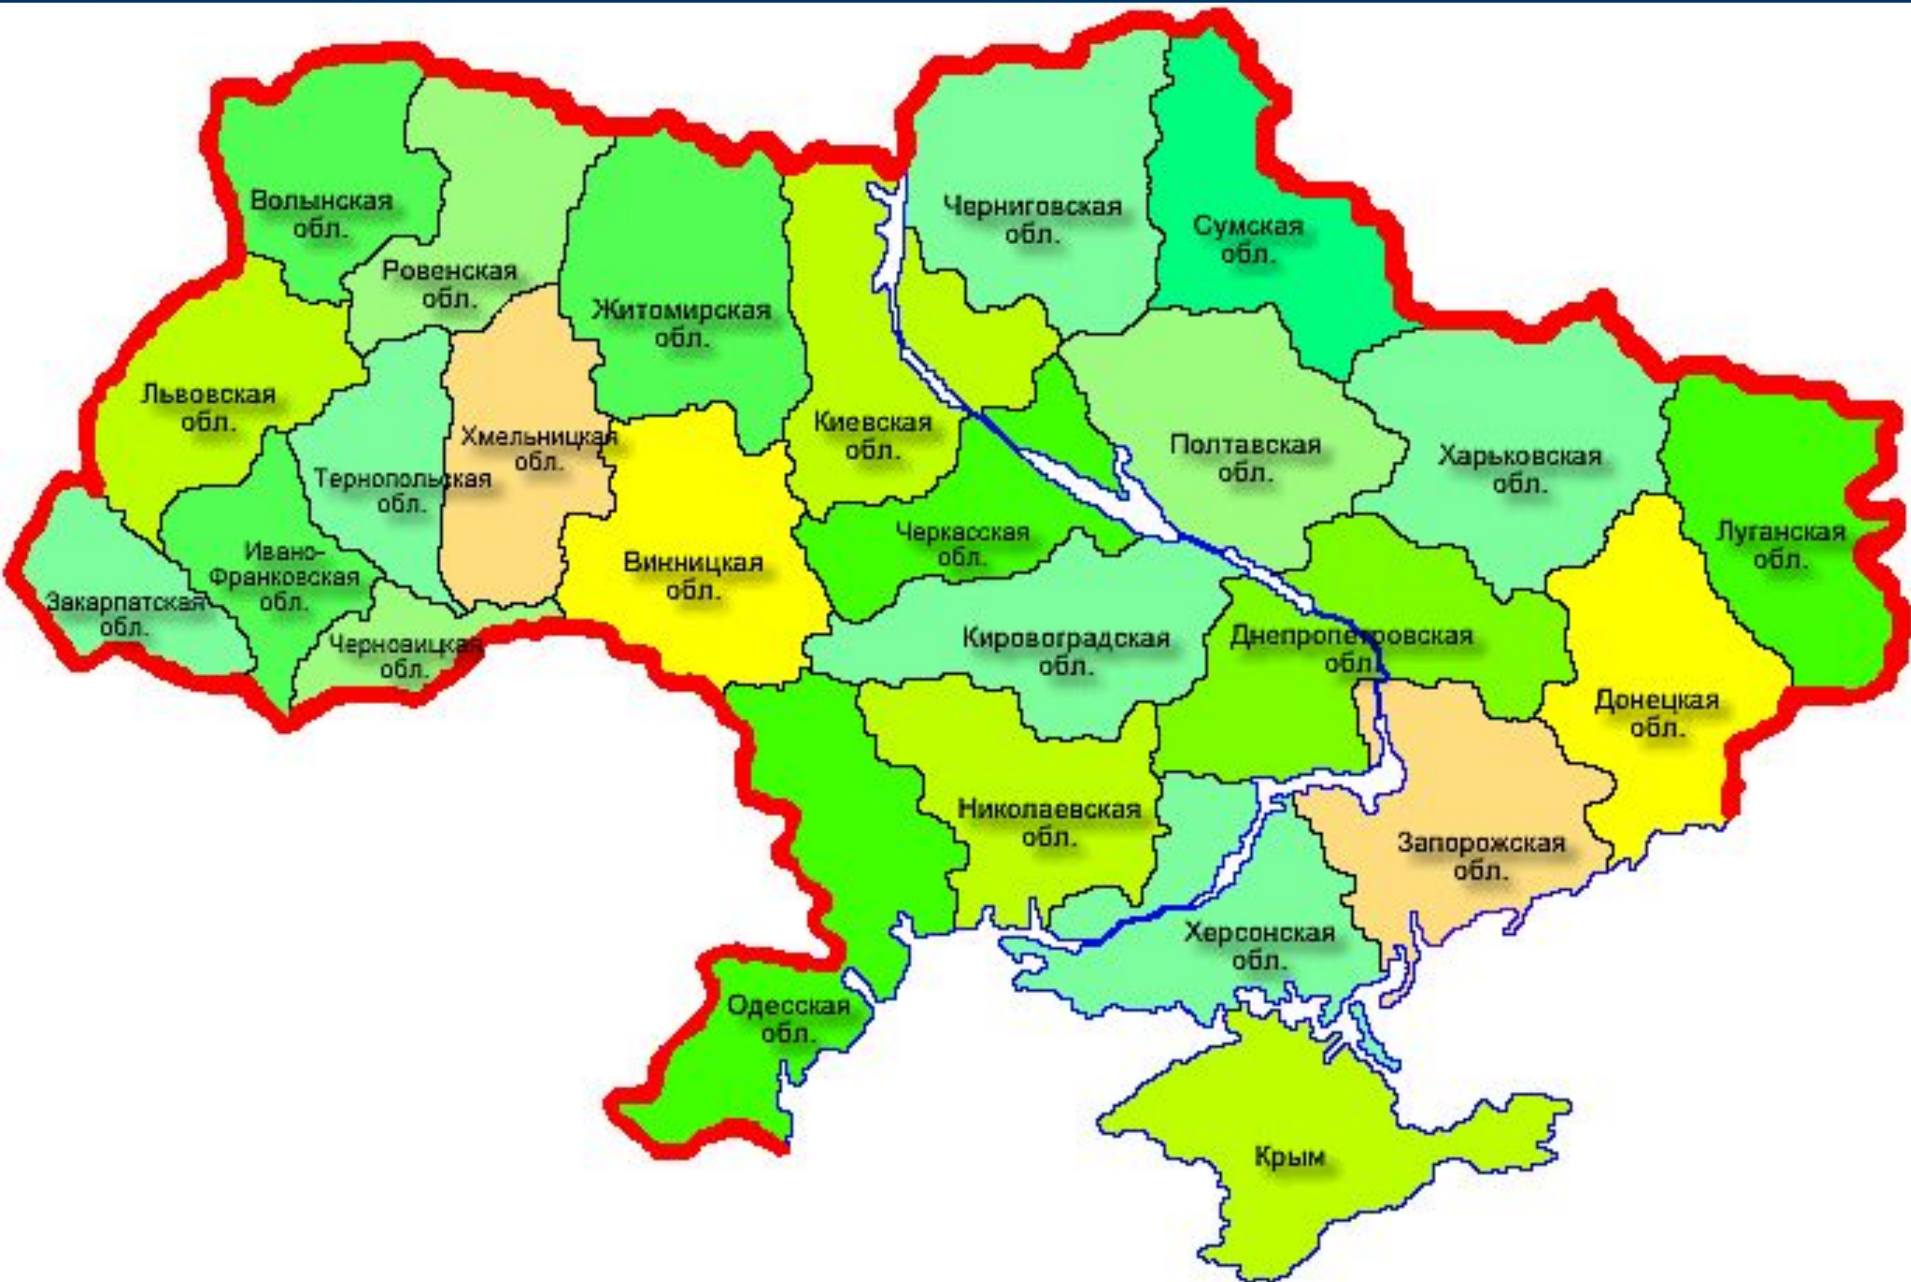 Волынская
обл.
Ровенская
обл.
Житомирская
обл.
Черниговская
обл.
Сумская
обл.
Львовская
обл.
Тернопольская
обл.
Хмельницкая
обл.
Киевская
обл.
Полтавская
обл.
Харьковская
обл.
Луганская
обл.
Закарпатская
обл.
Ивано-
Франковская
обл.
Черновицкая
обл.
Винницкая
обл.
Черкасская
обл.
Кировоградская
обл.
Днепропетровская
обл.
Донецкая
обл.
Николаевская
обл.
Запорожская
обл.
Одесская
обл.
Херсонская
обл.
Крым